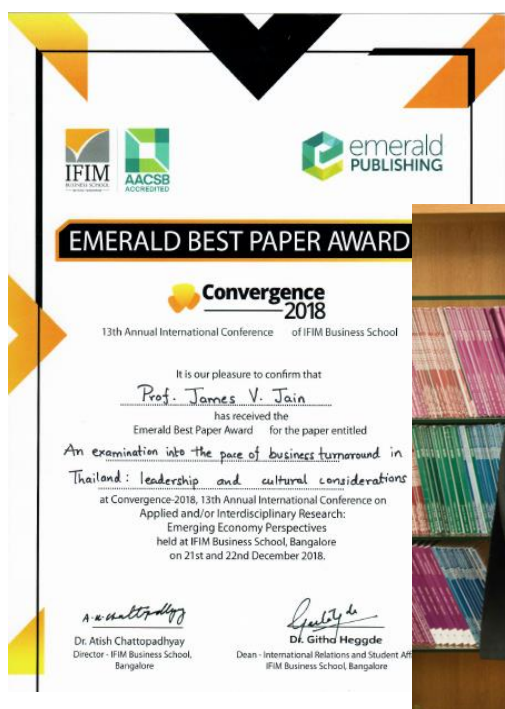 IFIM
BUSINESS SCHOOL
AACSB
ACCREDITED
emerald
PUBLISHING
EMERALD BEST PAPER AWARD
Convergence
2018
13th Annual International Conference of IFIM Business School
It is our pleasure to confirm that
Prof. James V. Jain
has received the
Emerald Best Paper Award for the paper entitled
An examination into the pace of business turnaround in
Thailand: leadership and cultural considerations
at Convergence-2018, 13th Annual International Conference on
Applied and/or Interdisciplinary Research:
Emerging Economy Perspectives
held at IFIM Business School, Bangalore
on 21st and 22nd December 2018.
Dr. Atish Chattopadhyay
Director - IFIM Business School,
Bangalore
Dr. Githa Heggde
Dean - International Relations and Student Aff
IFIM Business School, Bangalore